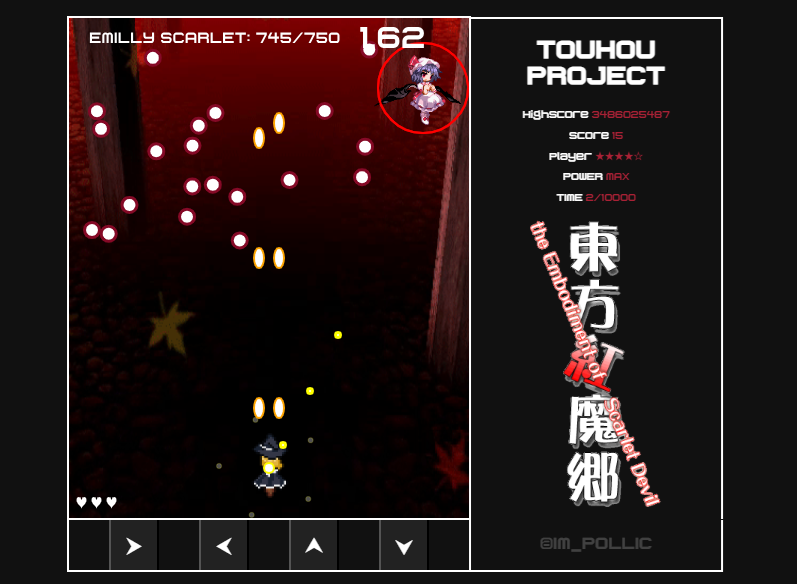 EMILLY SCARLET: 745/750
162
TOUHOU
PROJECT
Highscore 3486025487
score 15
Player ★★★★☆
POWER MAX
TIME 2/10000
東方紅魔郷
the Embodiment of Scarlet Devil
@IM_POLLIC